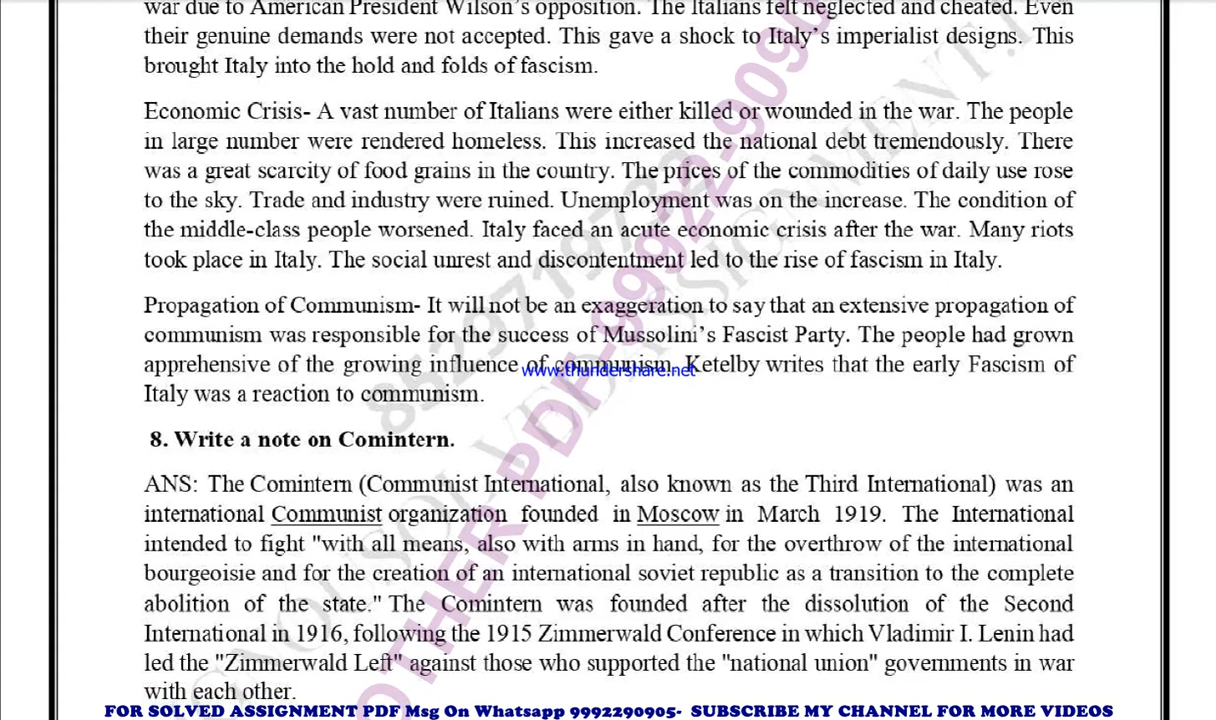 war due to American President Wilson's opposition. The Italians felt neglected and cheated. Even
their genuine demands were not accepted. This gave a shock to Italy's imperialist designs. This
brought Italy into the hold and folds of fascism.
Economic Crisis- A vast number of Italians were either killed or wounded in the war. The people
in large number were rendered homeless. This increased the national debt tremendously. There
was a great scarcity of food grains in the country. The prices of the commodities of daily use rose
to the sky. Trade and industry were ruined. Unemployment was on the increase. The condition of
the middle-class people worsened. Italy faced an acute economic crisis after the war. Many riots
took place in Italy. The social unrest and discontentment led to the rise of fascism in Italy.
Propagation of Communism- It will not be an exaggeration to say that an extensive propagation of
communism was responsible for the success of Mussolini's Fascist Party. The people had grown
apprehensive of the growing influence of communism. Ketelby writes that the early Fascism of
www.thundershare.net
Italy was a reaction to communism.
8. Write a note on Comintern.
ANS: The Comintern (Communist International, also known as the Third International) was an
international Communist organization founded in Moscow in March 1919. The International
intended to fight "with all means, also with arms in hand, for the overthrow of the international
bourgeoisie and for the creation of an international soviet republic as a transition to the complete
abolition of the state." The Comintern was founded after the dissolution of the Second
International in 1916, following the 1915 Zimmerwald Conference in which Vladimir I. Lenin had
led the "Zimmerwald Left" against those who supported the "national union" governments in war
with each other.
FOR SOLVED ASSIGNMENT PDF Msg On Whatsapp 9992290905- SUBSCRIBE MY CHANNEL FOR MORE VIDEOS